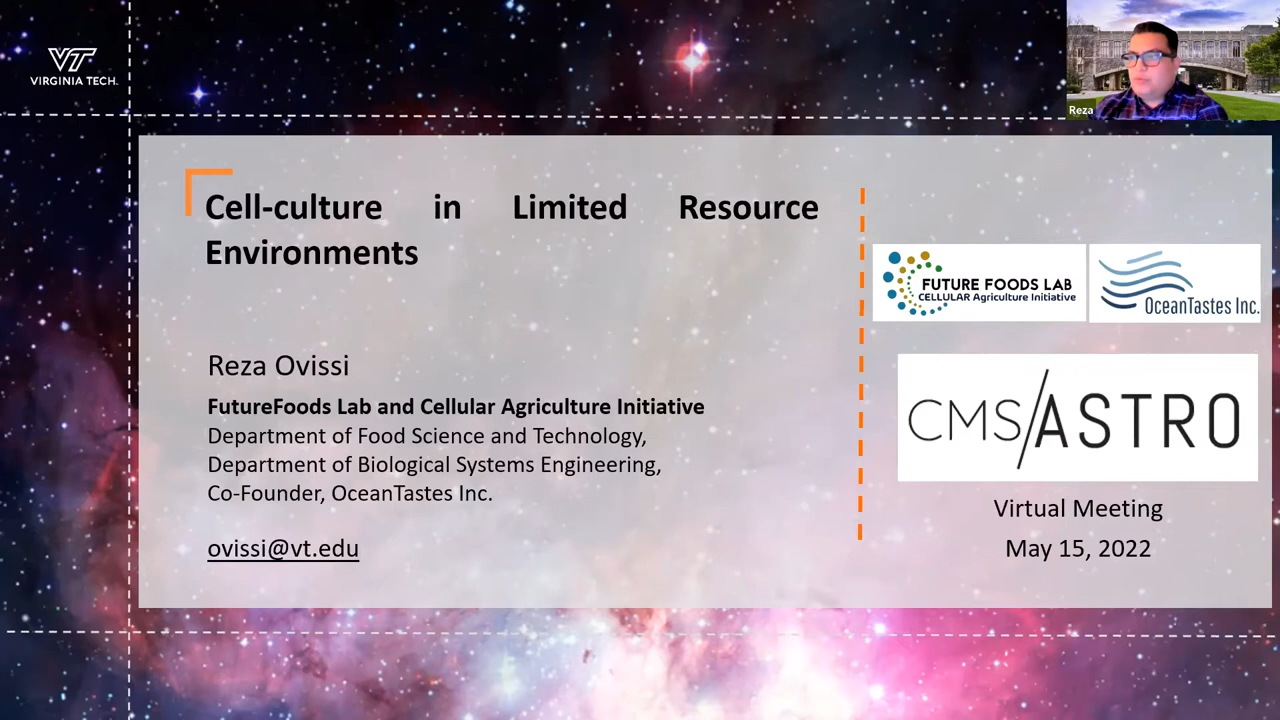 VT
VIRGINIA TECH.
Reza
Cell-culture in Limited Resource
Environments
Reza Ovissi
FutureFoods Lab and Cellular Agriculture Initiative
Department of Food Science and Technology,
Department of Biological Systems Engineering,
Co-Founder, OceanTastes Inc.
ovissi@vt.edu
FUTURE FOODS LAB
CELLULAR Agriculture Initiative
OceanTastes Inc.
CMS/ASTRO
Virtual Meeting
May 15, 2022